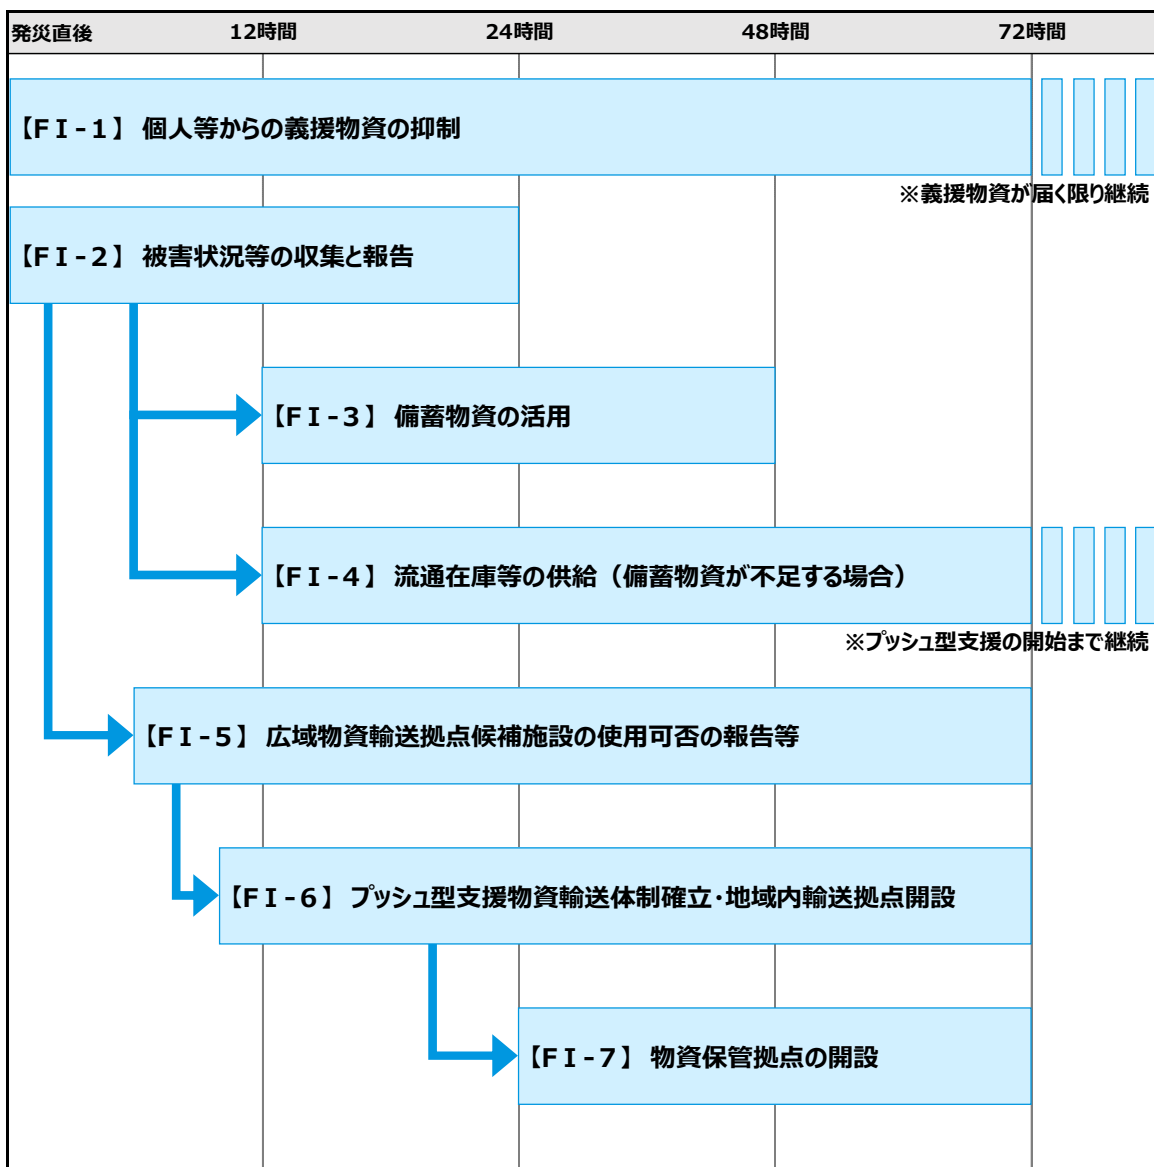 発災直後 12時間 24時間 48時間 72時間
【ＦⅠ-１】 個人等からの義援物資の抑制
※義援物資が届く限り継続
【ＦⅠ-２】 被害状況等の収集と報告
【ＦⅠ-３】 備蓄物資の活用
【ＦⅠ-４】 流通在庫等の供給（備蓄物資が不足する場合）
※プッシュ型支援の開始まで継続
【ＦⅠ-５】 広域物資輸送拠点候補施設の使用可否の報告等
【ＦⅠ-６】 プッシュ型支援物資輸送体制確立・地域内輸送拠点開設
【ＦⅠ-７】 物資保管拠点の開設